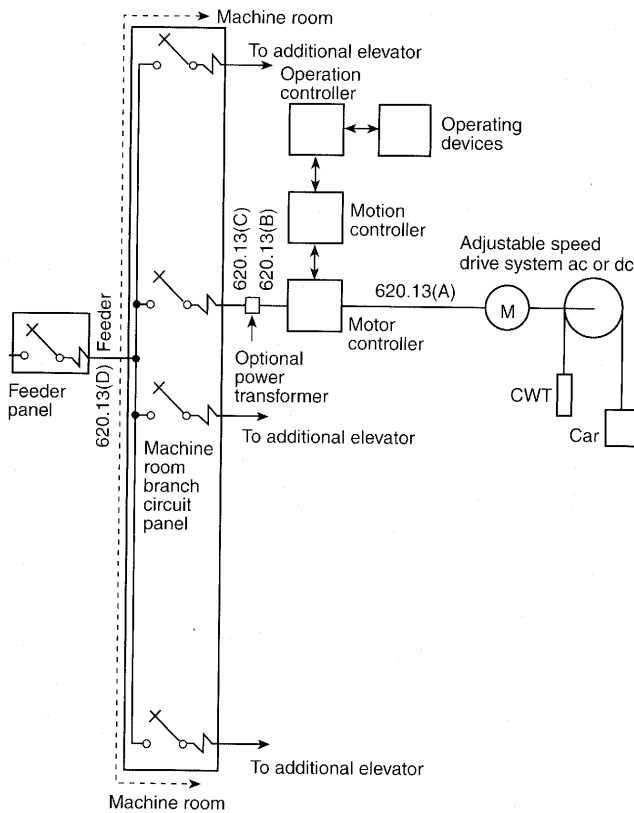 Machine room
To additional elevator
Operation
controller
Operating
devices
Motion
controller
620.13(C)
620.13(B)
Adjustable speed
drive system ac or dc
620.13(A)
M
Motor
controller
Optional
power
transformer
Feeder
620.13(D)
Feeder
panel
CWT
Car
To additional elevator
Machine
room
branch
circuit
panel
To additional elevator
Machine room